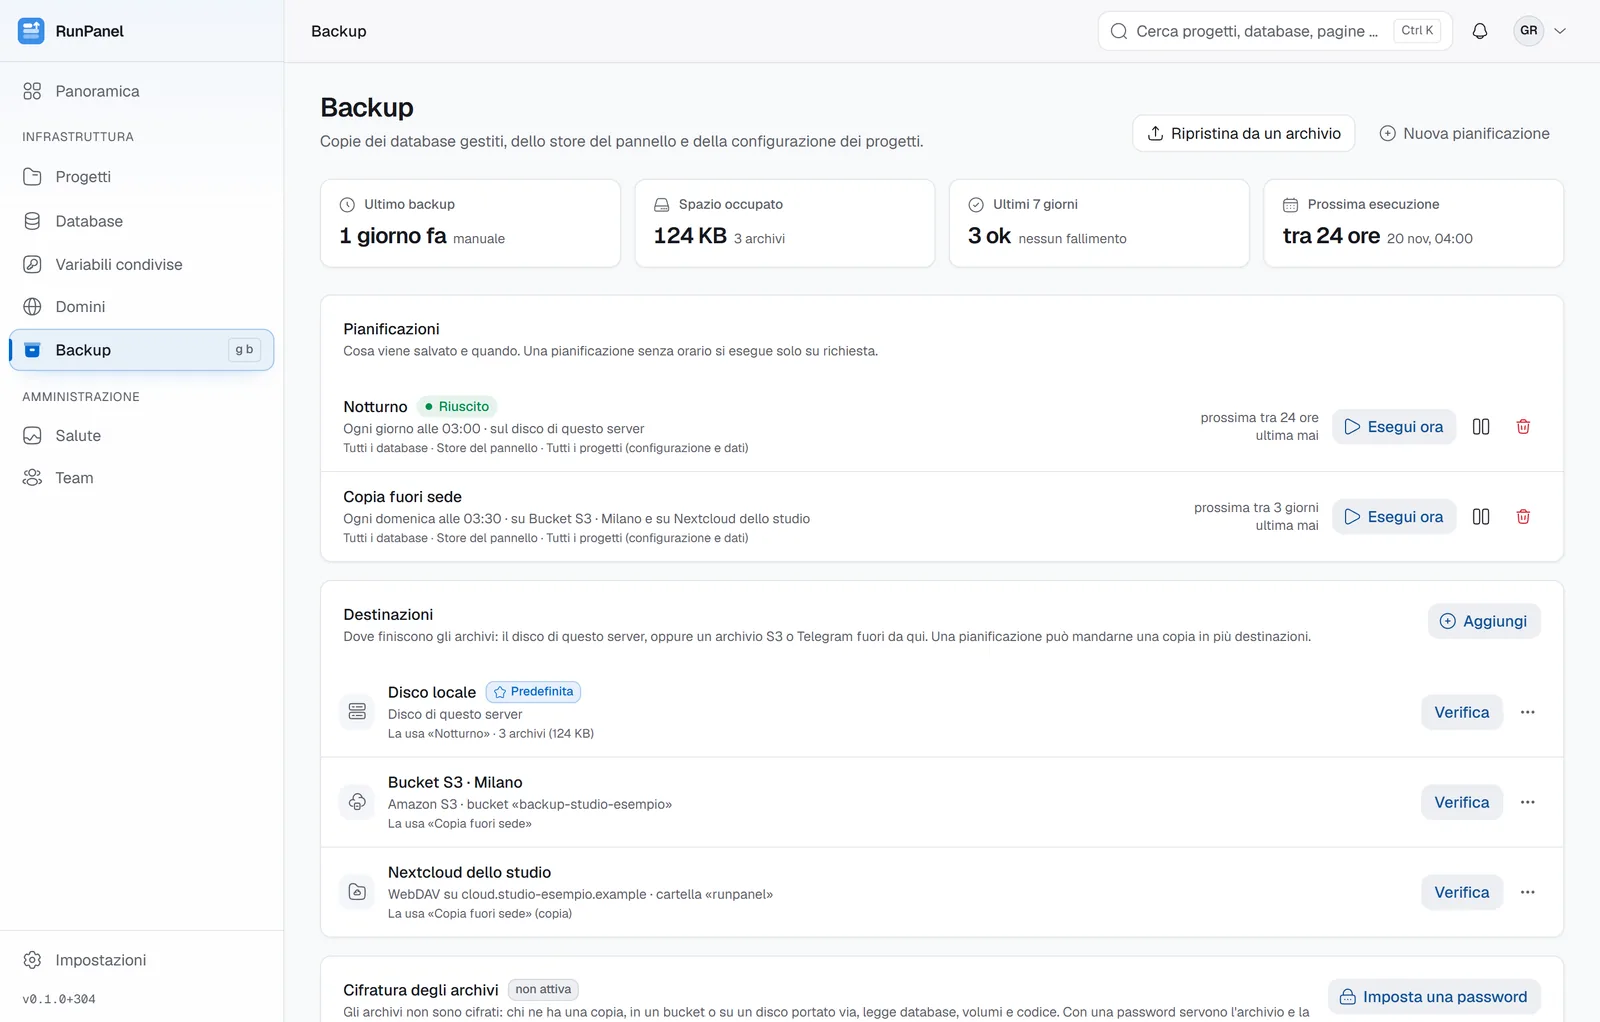 RunPanel
Backup
Cerca progetti, database, pagine ...
Ctrl K
GR
Panoramica
INFRASTRUTTURA
Progetti
Database
Variabili condivise
Domini
Backup
g b
AMMINISTRAZIONE
Salute
Team
Impostazioni
v0.1.0+304
Backup
Copie dei database gestiti, dello store del pannello e della configurazione dei progetti.
Ripristina da un archivio
Nuova pianificazione
Ultimo backup
1 giorno fa manuale
Spazio occupato
124 KB 3 archivi
Ultimi 7 giorni
3 ok nessun fallimento
Prossima esecuzione
tra 24 ore 20 nov, 04:00
Pianificazioni
Cosa viene salvato e quando. Una pianificazione senza orario si esegue solo su richiesta.
Notturno
Riuscito
Ogni giorno alle 03:00 · sul disco di questo server
Tutti i database · Store del pannello · Tutti i progetti (configurazione e dati)
prossima tra 24 ore
ultima mai
Esegui ora
Copia fuori sede
Ogni domenica alle 03:30 · su Bucket S3 · Milano e su Nextcloud dello studio
Tutti i database · Store del pannello · Tutti i progetti (configurazione e dati)
prossima tra 3 giorni
ultima mai
Esegui ora
Destinazioni
Dove finiscono gli archivi: il disco di questo server, oppure un archivio S3 o Telegram fuori da qui. Una pianificazione può mandarne una copia in più destinazioni.
Aggiungi
Disco locale
Predefinita
Disco di questo server
La usa «Notturno» · 3 archivi (124 KB)
Verifica
Bucket S3 · Milano
Amazon S3 · bucket «backup-studio-esempio»
La usa «Copia fuori sede»
Verifica
Nextcloud dello studio
WebDAV su cloud.studio-esempio.example · cartella «runpanel»
La usa «Copia fuori sede» (copia)
Verifica
Cifratura degli archivi
non attiva
Gli archivi non sono cifrati: chi ne ha una copia, in un bucket o su un disco portato via, legge database, volumi e codice. Con una password servono l'archivio e la
Imposta una password